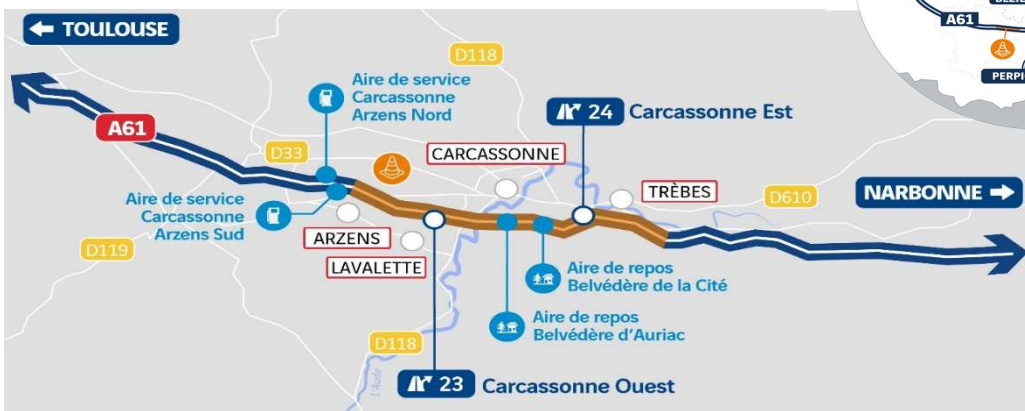 ← TOULOUSE
A61
D118
Aire de service
Carcassonne
Arzens Nord
24 Carcassonne Est
A61
D33
CARCASSONNE
TRÈBES
D610
NARBONNE →
Aire de service
Carcassonne
Arzens Sud
D119
ARZENS
LAVALETTE
Aire de repos
Belvédère de la Cité
Aire de repos
Belvédère d'Auriac
D118
L'Aude
23 Carcassonne Ouest